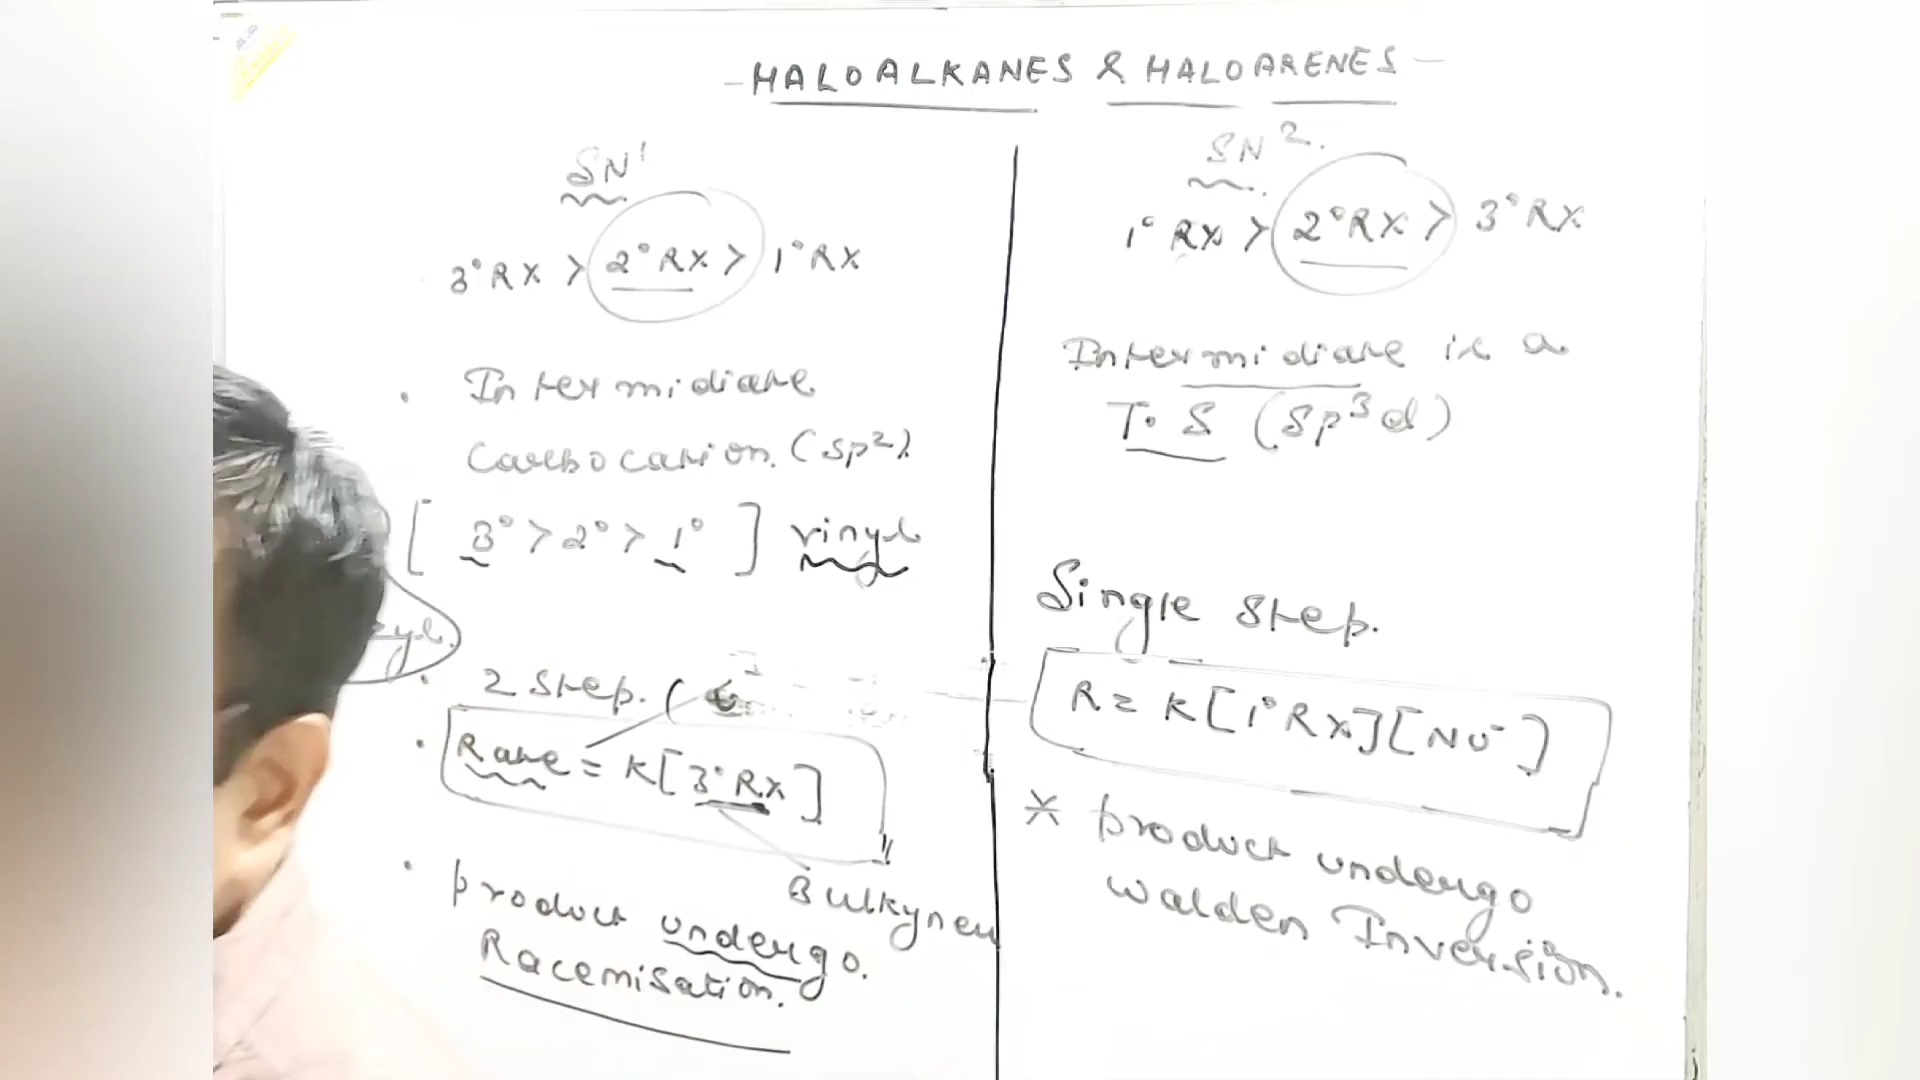 HALOALKANES & HALOARENES
SN¹
3°RX > 2°RX > 1°RX
. Intermidiate
Carbocation. (sp²)
[ 3° > 2° > 1° ] vinyl
zyl.
. 2 Step. (
. Rate = K[3°RX]
Bulkyness
. product undergo.
Racemisation.
SN².
1° RX > 2°RX > 3°RX
Intermidiate is a
T.S (Sp³d)
Single step.
R = K[1°RX][NU⁻]
* product undergo
walden Inversion.